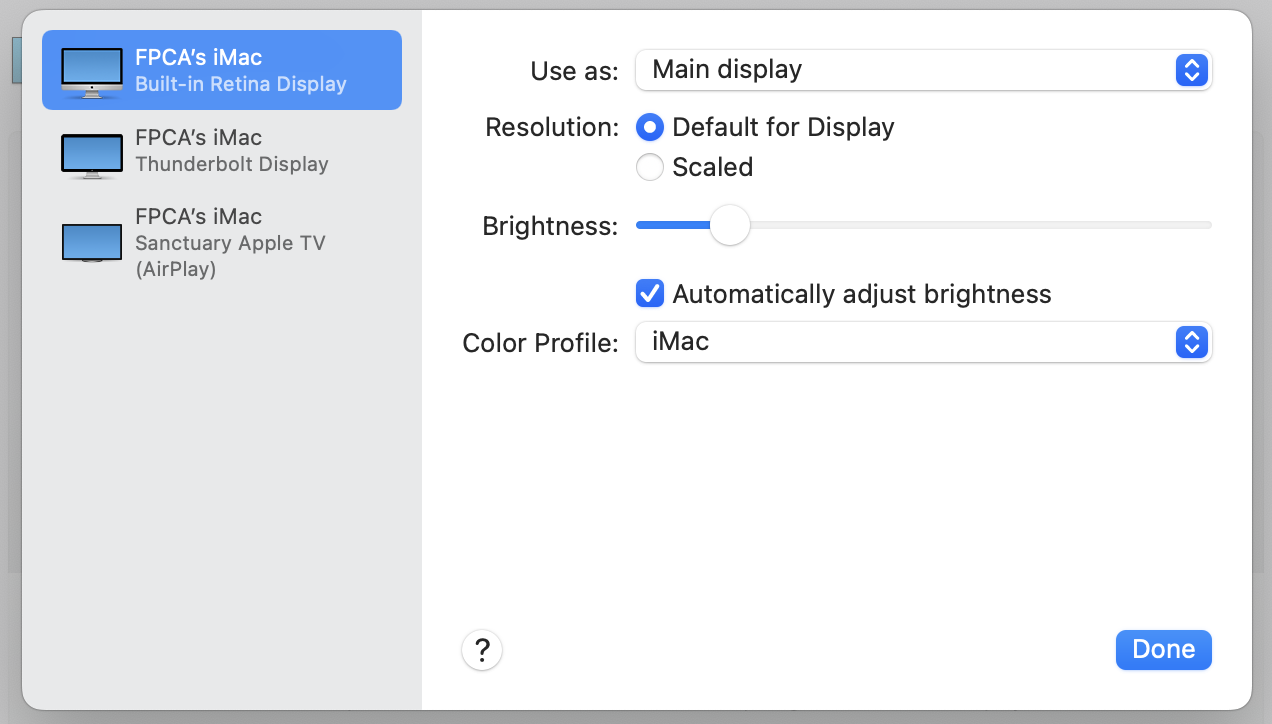 FPCA’s iMac
Built-in Retina Display
FPCA’s iMac
Thunderbolt Display
FPCA’s iMac
Sanctuary Apple TV
(AirPlay)
Use as: Main display
Resolution: Default for Display
Scaled
Brightness:
Automatically adjust brightness
Color Profile: iMac
?
Done